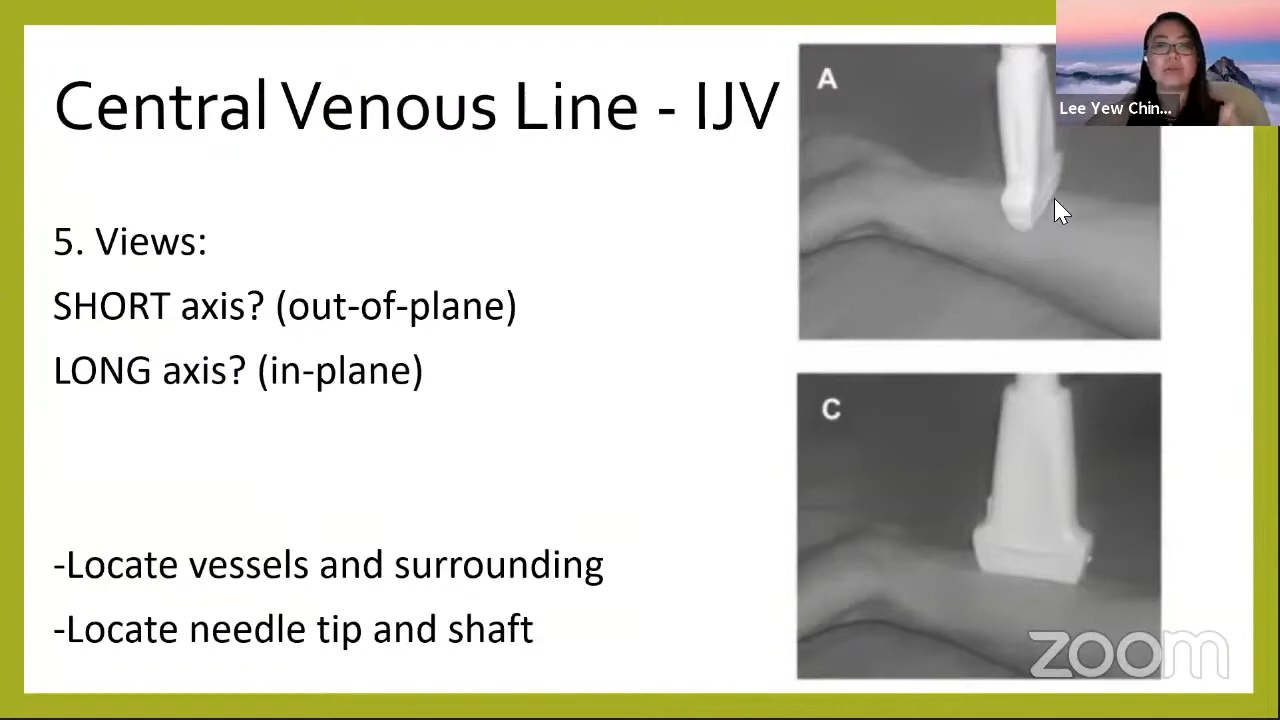 Central Venous Line - IJV
A
Lee Yew Chin...
5. Views:
SHORT axis? (out-of-plane)
LONG axis? (in-plane)
C
-Locate vessels and surrounding
-Locate needle tip and shaft
zoom